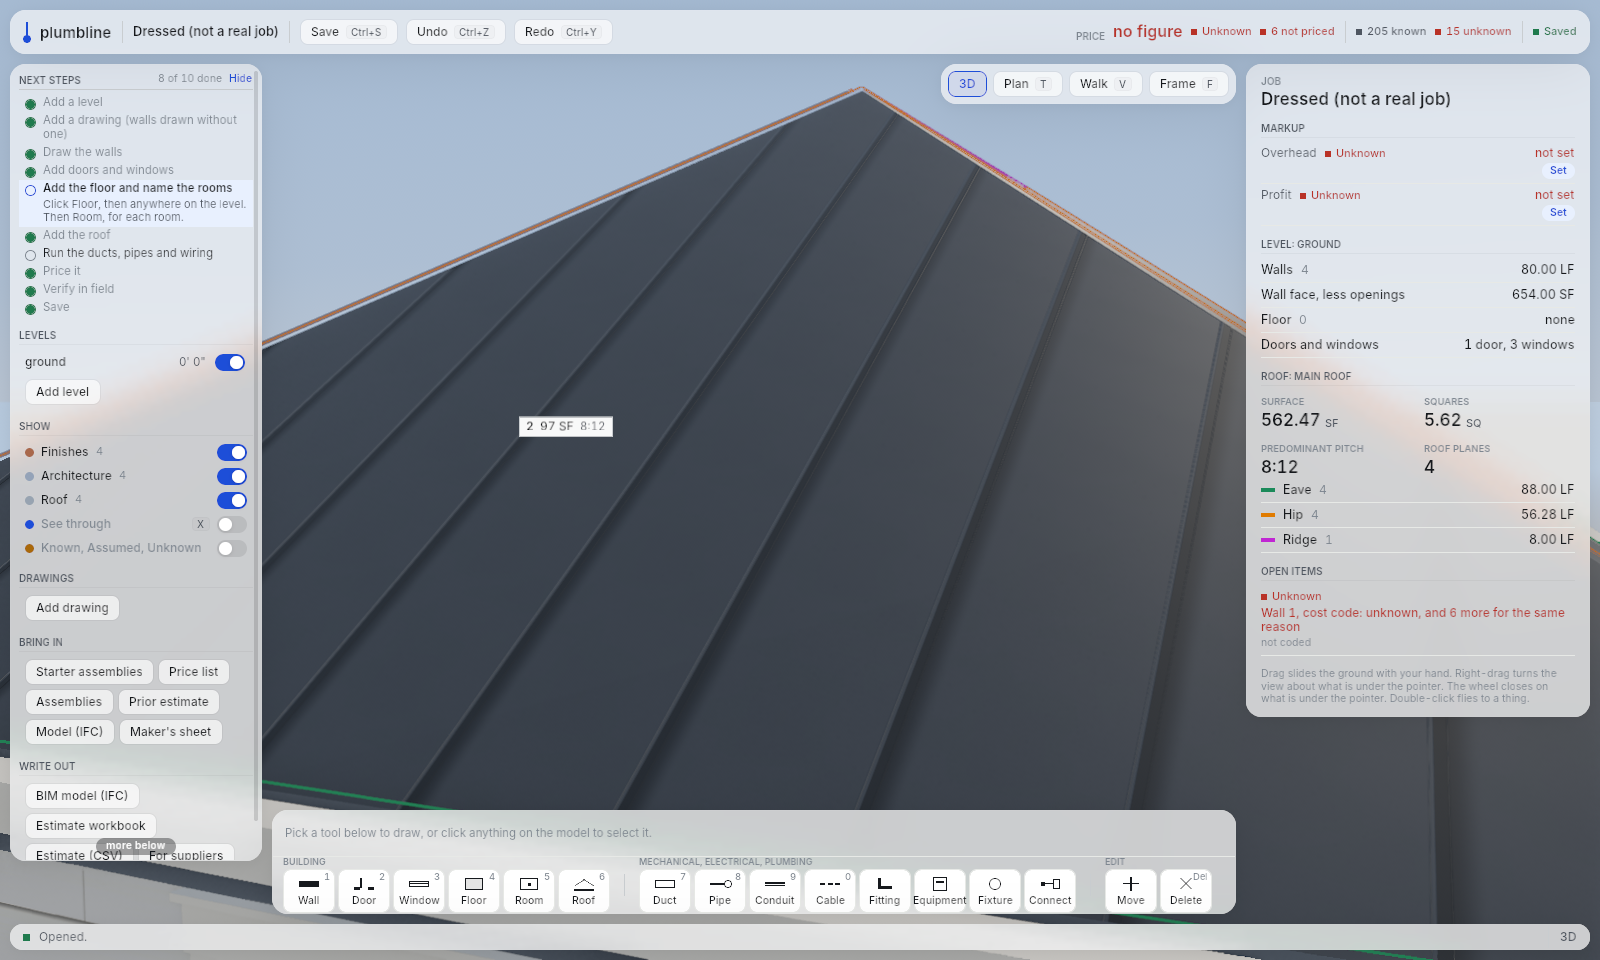 plumbline
Dressed (not a real job)
Save Ctrl+S
Undo Ctrl+Z
Redo Ctrl+Y
PRICE no figure
Unknown
6 not priced
205 known
15 unknown
Saved
NEXT STEPS
8 of 10 done Hide
Add a level
Add a drawing (walls drawn without
one)
Draw the walls
Add doors and windows
Add the floor and name the rooms
Click Floor, then anywhere on the level.
Then Room, for each room.
Add the roof
Run the ducts, pipes and wiring
Price it
Verify in field
Save
LEVELS
ground 0' 0"
Add level
SHOW
Finishes 4
Architecture 4
Roof 4
See through X
Known, Assumed, Unknown
DRAWINGS
Add drawing
BRING IN
Starter assemblies Price list
Assemblies Prior estimate
Model (IFC) Maker's sheet
WRITE OUT
BIM model (IFC)
Estimate workbook
more below
Estimate (CSV) For suppliers
3D
Plan T
Walk V
Frame F
2 97 SF 8:12
JOB
Dressed (not a real job)
MARKUP
Overhead Unknown not set
Set
Profit Unknown not set
Set
LEVEL: GROUND
Walls 4 80.00 LF
Wall face, less openings 654.00 SF
Floor 0 none
Doors and windows 1 door, 3 windows
ROOF: MAIN ROOF
SURFACE SQUARES
562.47 SF 5.62 SQ
PREDOMINANT PITCH ROOF PLANES
8:12 4
Eave 4 88.00 LF
Hip 4 56.28 LF
Ridge 1 8.00 LF
OPEN ITEMS
Unknown
Wall 1, cost code: unknown, and 6 more for the same
reason
not coded
Drag slides the ground with your hand. Right-drag turns the
view about what is under the pointer. The wheel closes on
what is under the pointer. Double-click flies to a thing.
Pick a tool below to draw, or click anything on the model to select it.
BUILDING
1 Wall
2 Door
3 Window
4 Floor
5 Room
6 Roof
MECHANICAL, ELECTRICAL, PLUMBING
7 Duct
8 Pipe
9 Conduit
0 Cable
Fitting
Equipment
Fixture
Connect
EDIT
Move
Del Delete
Opened.
3D